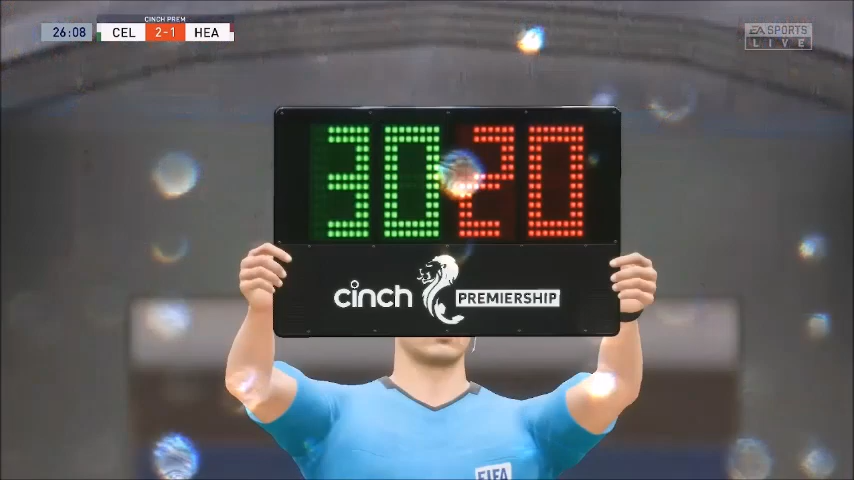 CINCH PREM
26:08 CEL 2-1 HEA
EA SPORTS
LIVE
30 20
cinch PREMIERSHIP
FIFA